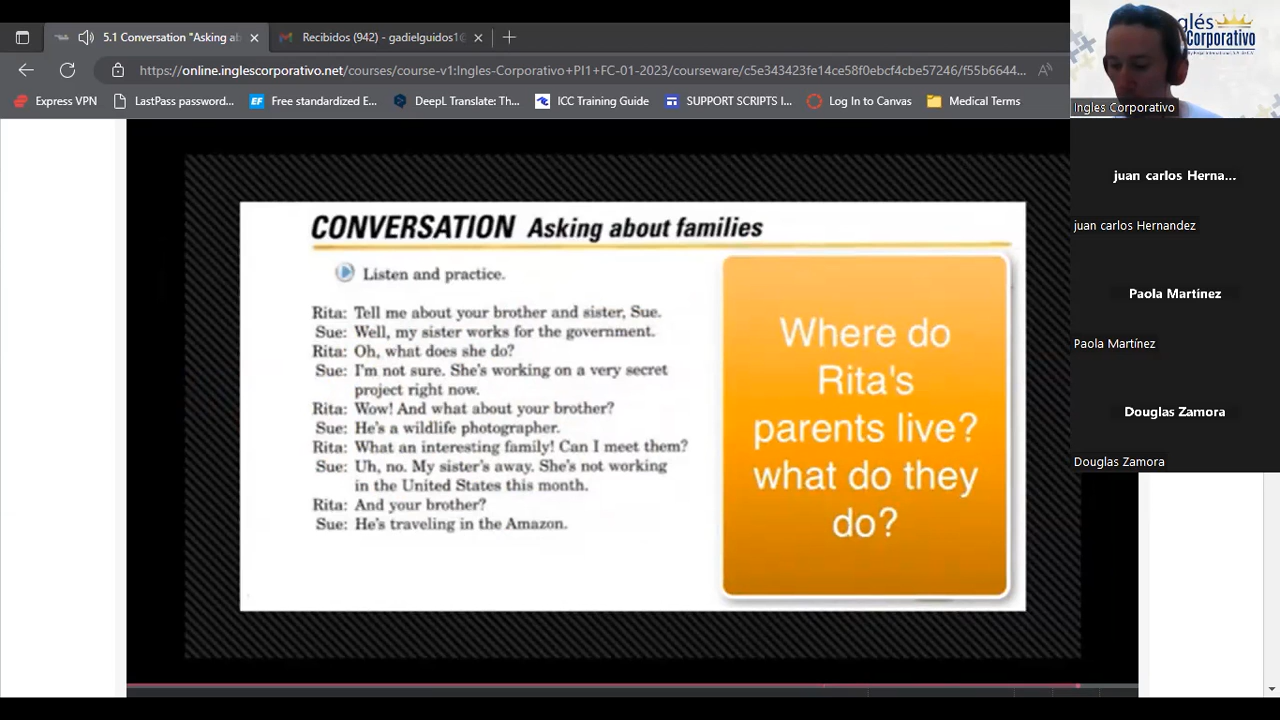 5.1 Conversation "Asking ab
Recibidos (942) - gadielguidos1@
https://online.inglescorporativo.net/courses/course-v1:Ingles-Corporativo+PI1+FC-01-2023/courseware/c5e343423fe14ce58f0ebcf4cbe57246/f55b6644...
Express VPN
LastPass password...
EF Free standardized E...
DeepL Translate: Th...
ICC Training Guide
SUPPORT SCRIPTS I...
Log In to Canvas
Medical Terms
CONVERSATION Asking about families
Listen and practice.
Rita: Tell me about your brother and sister, Sue.
Sue: Well, my sister works for the government.
Rita: Oh, what does she do?
Sue: I'm not sure. She's working on a very secret
project right now.
Rita: Wow! And what about your brother?
Sue: He's a wildlife photographer.
Rita: What an interesting family! Can I meet them?
Sue: Uh, no. My sister's away. She's not working
in the United States this month.
Rita: And your brother?
Sue: He's traveling in the Amazon.
Where do
Rita's
parents live?
what do they
do?
glés
Corporativo
Ingles Corporativo
juan carlos Herna...
juan carlos Hernandez
Paola Martínez
Paola Martínez
Douglas Zamora
Douglas Zamora